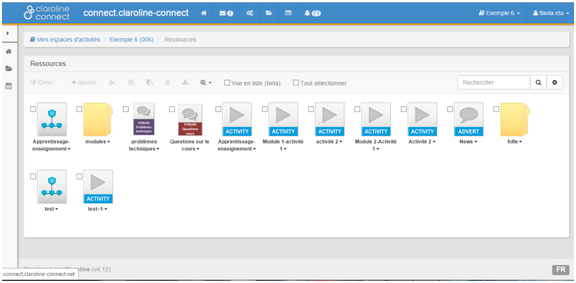 claroline connect
connect.claroline-connect
Exemple 6
flavia etu
Mes espaces d'activités / Exemple 6 (006) / Ressources
Ressources
Créer
Ajouter
Vue en liste (beta)
Tout sélectionner
Rechercher
FORUM Problèmes techniques
FORUM Questions cours
ACTIVITY
ACTIVITY
ACTIVITY
ACTIVITY
ACTIVITY
ADVERT
Apprentissage-enseignement
modules
problèmes techniques
Questions sur le cours
Apprentissage-enseignement
Module 1-activité 1
activité 2
Module 2-Activité 1
Activité 2
News
ACTIVITY
test
test-1
(v4.12)
FR
connect.claroline-connect.net